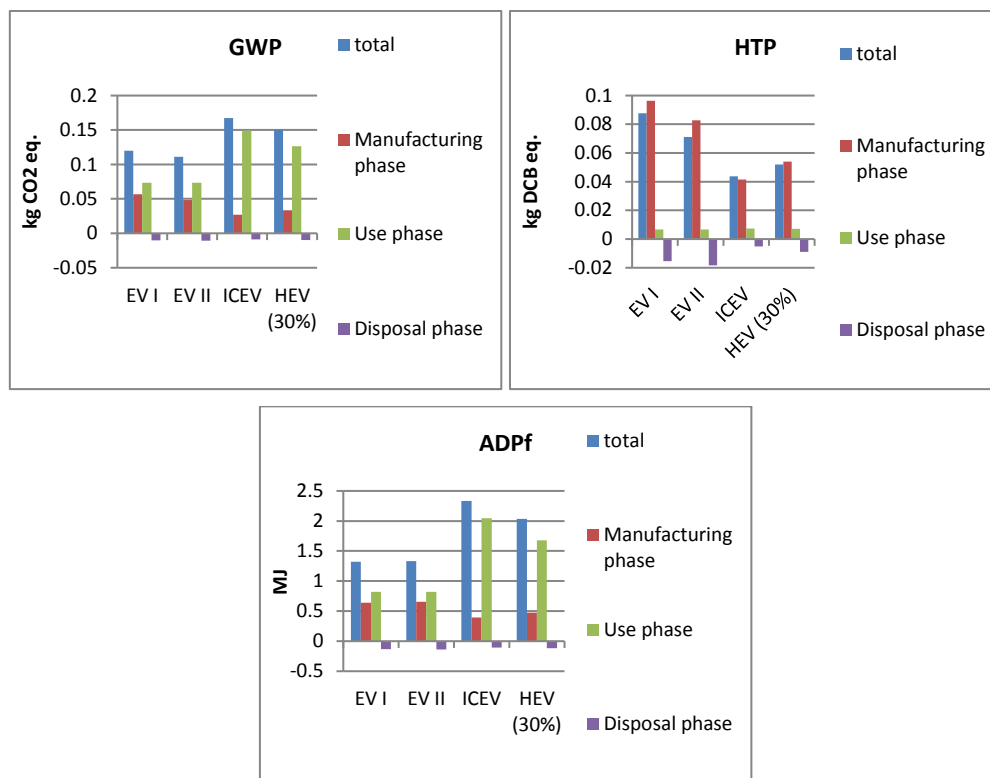 GWP
kg CO2 eq.
0.2
0.15
0.1
0.05
0
-0.05
EV I EV II ICEV HEV
(30%)
total
Manufacturing
phase
Use phase
Disposal phase
HTP
kg DCB eq.
0.1
0.08
0.06
0.04
0.02
0
-0.02
EV I
EV II
ICEV
HEV (30%)
total
Manufacturing
phase
Use phase
Disposal phase
ADPf
MJ
2.5
2
1.5
1
0.5
0
-0.5
EV I EV II ICEV HEV
(30%)
total
Manufacturing
phase
Use phase
Disposal phase